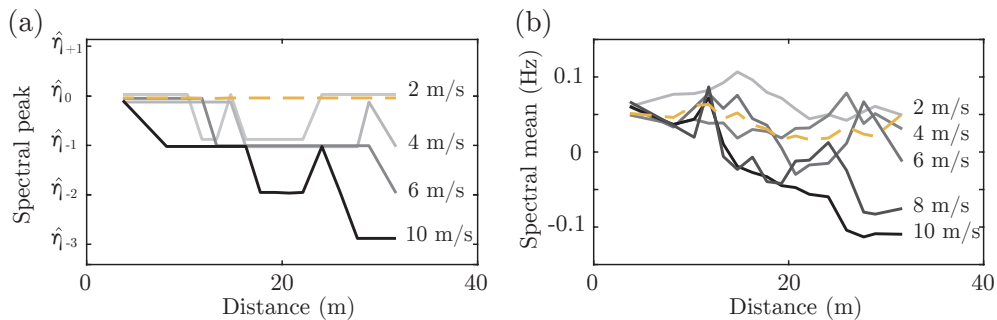 (a)
Spectral peak
η̂₊₁
η̂₀
η̂₋₁
η̂₋₂
η̂₋₃
2 m/s
4 m/s
6 m/s
10 m/s
0
20
40
Distance (m)
(b)
Spectral mean (Hz)
0.1
0
-0.1
2 m/s
4 m/s
6 m/s
8 m/s
10 m/s
0
20
40
Distance (m)